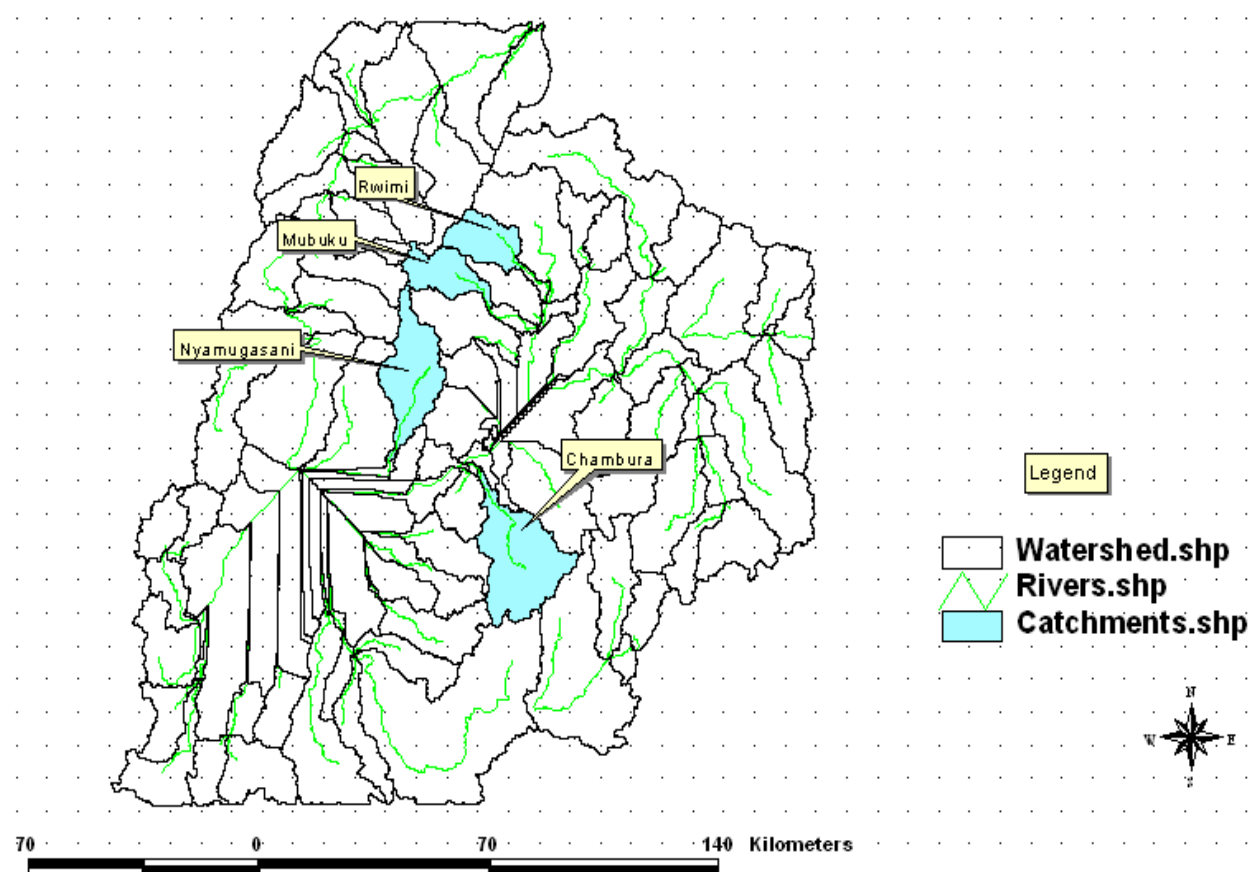 Rwimi
Mubuku
Nyamugasani
Chambura
Legend
Watershed.shp
Rivers.shp
Catchments.shp
N
W E
S
70 0 70 140 Kilometers